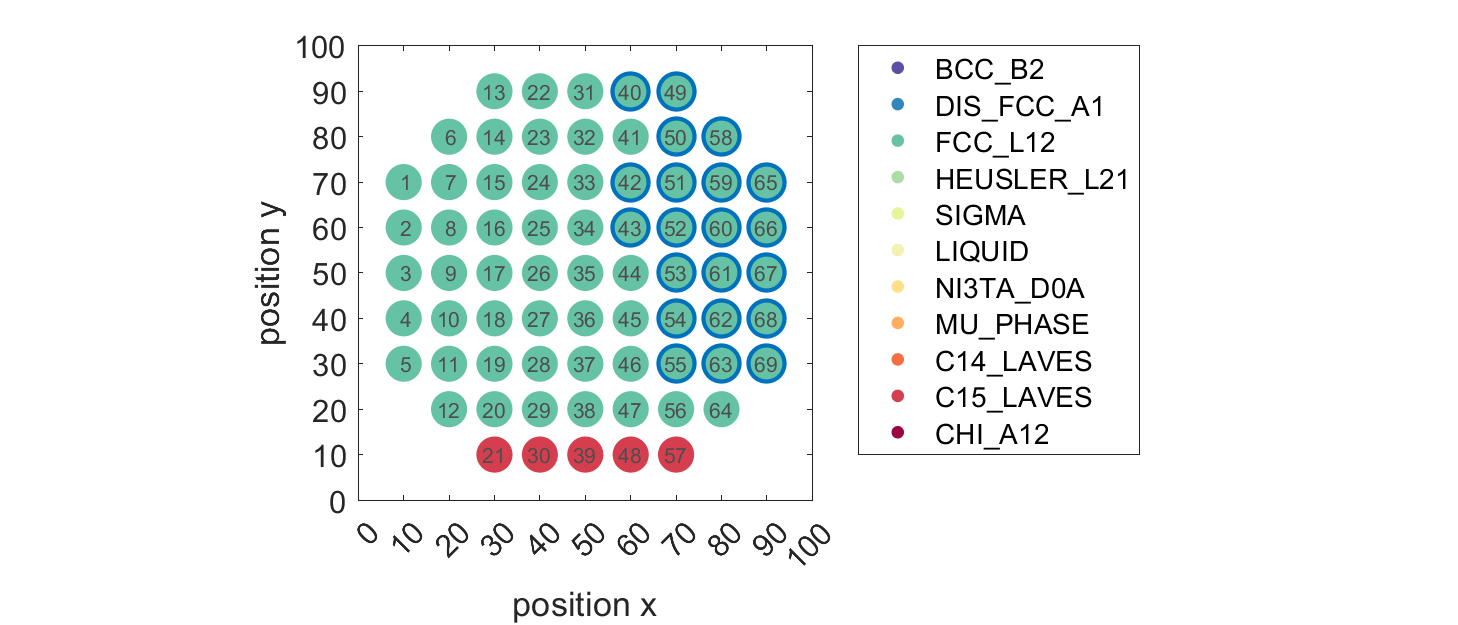 100
90 13 22 31 40 49
80 6 14 23 32 41 50 58
70 1 7 15 24 33 42 51 59 65
60 2 8 16 25 34 43 52 60 66
50 3 9 17 26 35 44 53 61 67
40 4 10 18 27 36 45 54 62 68
30 5 11 19 28 37 46 55 63 69
20 12 20 29 38 47 56 64
10 21 30 39 48 57
0
0 10 20 30 40 50 60 70 80 90 100
position x
position y
BCC_B2
DIS_FCC_A1
FCC_L12
HEUSLER_L21
SIGMA
LIQUID
NI3TA_D0A
MU_PHASE
C14_LAVES
C15_LAVES
CHI_A12